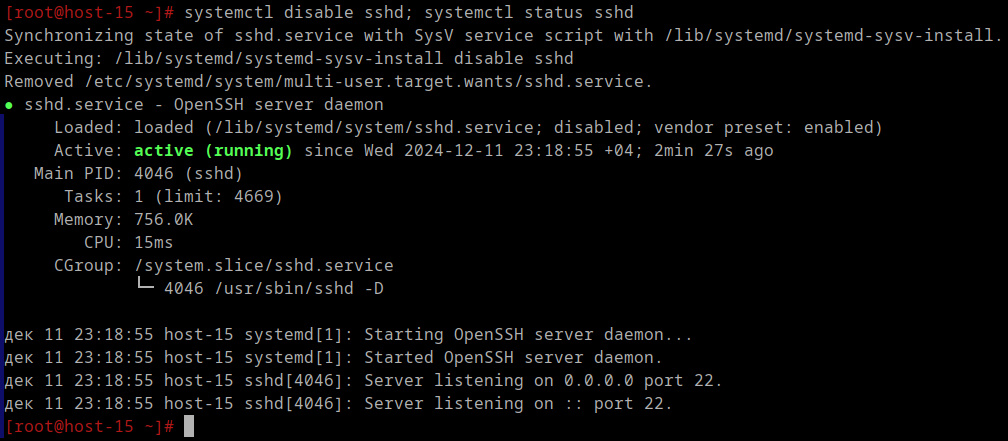 [root@host-15 ~]# systemctl disable sshd; systemctl status sshd
Synchronizing state of sshd.service with SysV service script with /lib/systemd/systemd-sysv-install.
Executing: /lib/systemd/systemd-sysv-install disable sshd
Removed /etc/systemd/system/multi-user.target.wants/sshd.service.
● sshd.service - OpenSSH server daemon
     Loaded: loaded (/lib/systemd/system/sshd.service; disabled; vendor preset: enabled)
     Active: active (running) since Wed 2024-12-11 23:18:55 +04; 2min 27s ago
   Main PID: 4046 (sshd)
      Tasks: 1 (limit: 4669)
     Memory: 756.0K
        CPU: 15ms
     CGroup: /system.slice/sshd.service
             └─ 4046 /usr/sbin/sshd -D
дек 11 23:18:55 host-15 systemd[1]: Starting OpenSSH server daemon...
дек 11 23:18:55 host-15 systemd[1]: Started OpenSSH server daemon.
дек 11 23:18:55 host-15 sshd[4046]: Server listening on 0.0.0.0 port 22.
дек 11 23:18:55 host-15 sshd[4046]: Server listening on :: port 22.
[root@host-15 ~]#